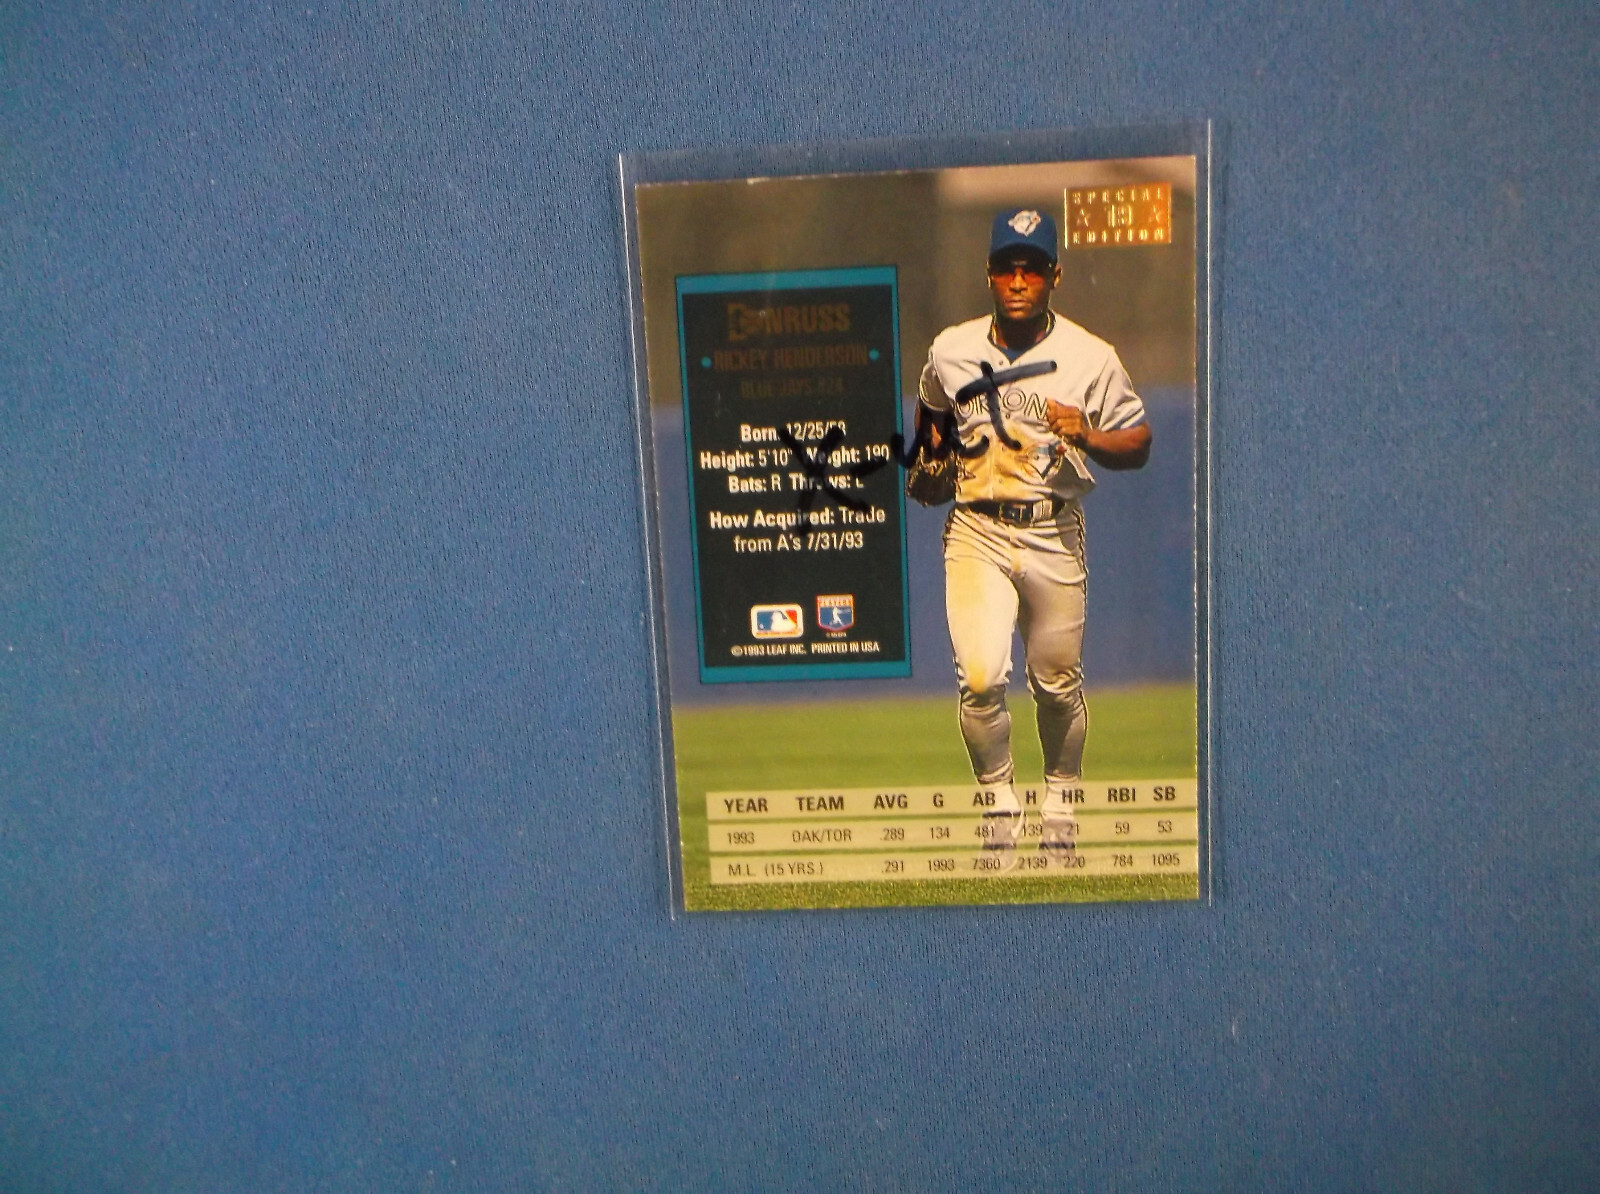 SPECIAL
19
EDITION
DONRUSS
RICKEY HENDERSON
BLUE JAYS #24
Born: 12/25/58
Height: 5'10" Weight: 190
Bats: R Throws: L
How Acquired: Trade
from A's 7/31/93
©1993 LEAF INC. PRINTED IN USA
YEAR TEAM AVG G AB H HR RBI SB
1993 OAK/TOR .289 134 481 139 21 59 53
M.L. (15 YRS.) .291 1993 7360 2139 220 784 1095